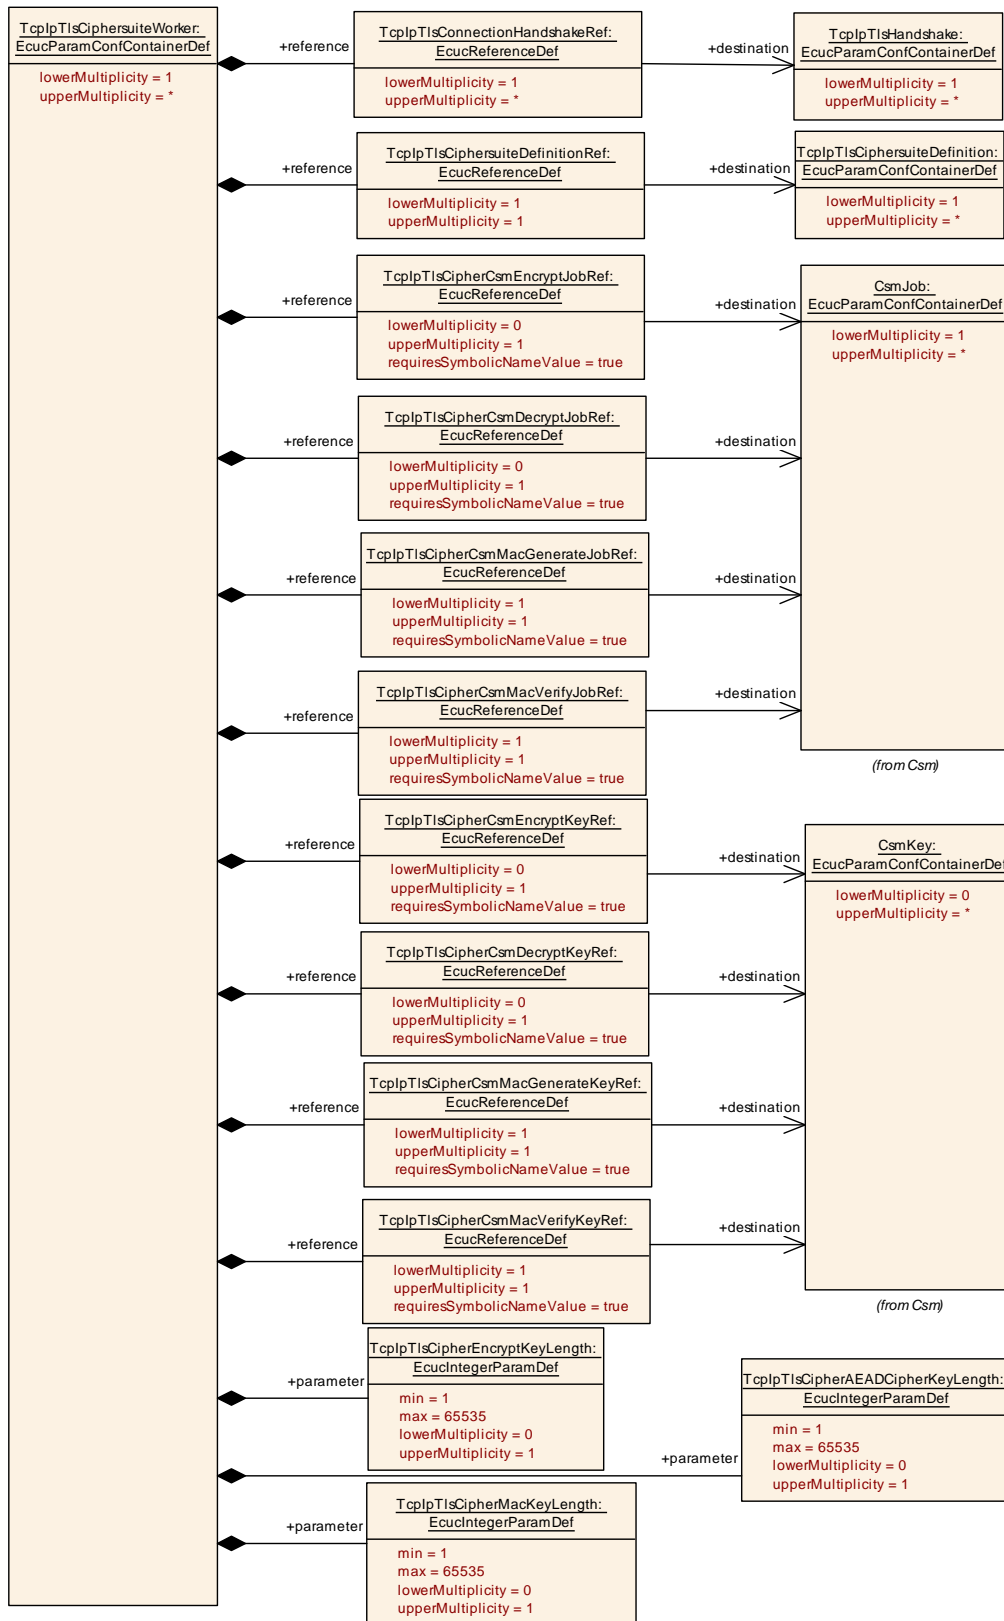 TcpIpTlsCiphersuiteWorker:
EcucParamConfContainerDef
lowerMultiplicity = 1
upperMultiplicity = *
+reference
TcpIpTlsConnectionHandshakeRef:
EcucReferenceDef
lowerMultiplicity = 1
upperMultiplicity = *
+destination
TcpIpTlsHandshake:
EcucParamConfContainerDef
lowerMultiplicity = 1
upperMultiplicity = *
+reference
TcpIpTlsCiphersuiteDefinitionRef:
EcucReferenceDef
lowerMultiplicity = 1
upperMultiplicity = 1
+destination
TcpIpTlsCiphersuiteDefinition:
EcucParamConfContainerDef
lowerMultiplicity = 1
upperMultiplicity = *
+reference
TcpIpTlsCipherCsmEncryptJobRef:
EcucReferenceDef
lowerMultiplicity = 0
upperMultiplicity = 1
requiresSymbolicNameValue = true
+destination
CsmJob:
EcucParamConfContainerDef
lowerMultiplicity = 1
upperMultiplicity = *
+reference
TcpIpTlsCipherCsmDecryptJobRef:
EcucReferenceDef
lowerMultiplicity = 0
upperMultiplicity = 1
requiresSymbolicNameValue = true
+destination
+reference
TcpIpTlsCipherCsmMacGenerateJobRef:
EcucReferenceDef
lowerMultiplicity = 1
upperMultiplicity = 1
requiresSymbolicNameValue = true
+destination
+reference
TcpIpTlsCipherCsmMacVerifyJobRef:
EcucReferenceDef
lowerMultiplicity = 1
upperMultiplicity = 1
requiresSymbolicNameValue = true
+destination
(from Csm)
+reference
TcpIpTlsCipherCsmEncryptKeyRef:
EcucReferenceDef
lowerMultiplicity = 0
upperMultiplicity = 1
requiresSymbolicNameValue = true
+destination
CsmKey:
EcucParamConfContainerDef
lowerMultiplicity = 0
upperMultiplicity = *
+reference
TcpIpTlsCipherCsmDecryptKeyRef:
EcucReferenceDef
lowerMultiplicity = 0
upperMultiplicity = 1
requiresSymbolicNameValue = true
+destination
+reference
TcpIpTlsCipherCsmMacGenerateKeyRef:
EcucReferenceDef
lowerMultiplicity = 1
upperMultiplicity = 1
requiresSymbolicNameValue = true
+destination
+reference
TcpIpTlsCipherCsmMacVerifyKeyRef:
EcucReferenceDef
lowerMultiplicity = 1
upperMultiplicity = 1
requiresSymbolicNameValue = true
+destination
(from Csm)
+parameter
TcpIpTlsCipherEncryptKeyLength:
EcucIntegerParamDef
min = 1
max = 65535
lowerMultiplicity = 0
upperMultiplicity = 1
+parameter
TcpIpTlsCipherAEADCipherKeyLength:
EcucIntegerParamDef
min = 1
max = 65535
lowerMultiplicity = 0
upperMultiplicity = 1
+parameter
TcpIpTlsCipherMacKeyLength:
EcucIntegerParamDef
min = 1
max = 65535
lowerMultiplicity = 0
upperMultiplicity = 1